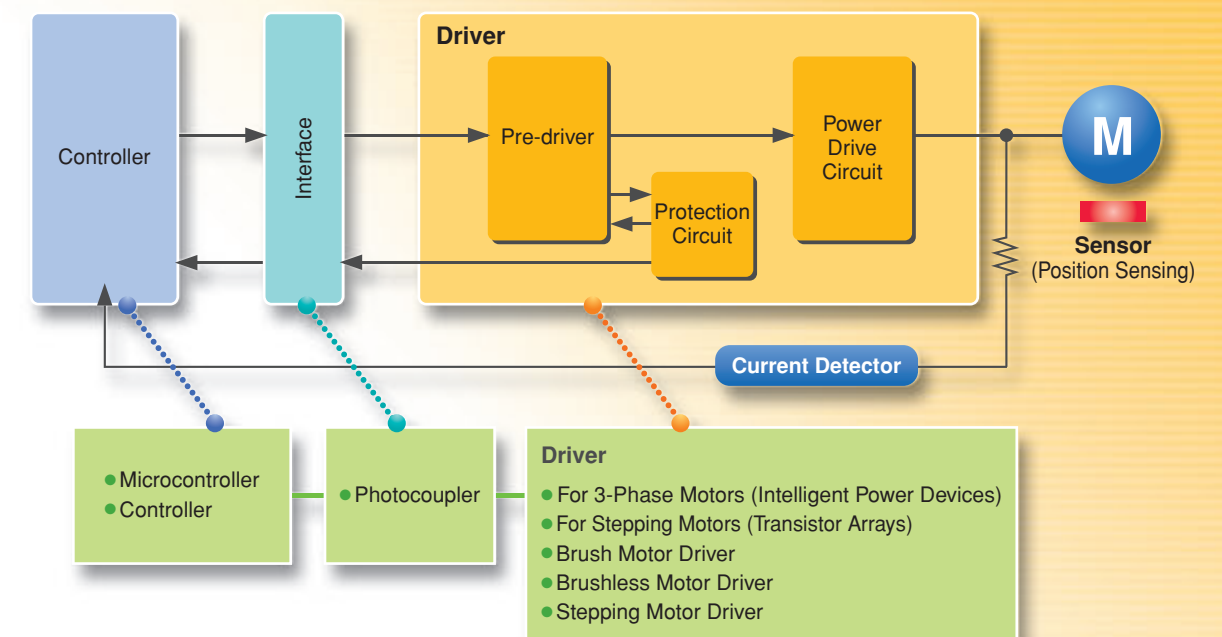 Driver
Controller
Interface
Pre-driver
Power
Drive
Circuit
Protection
Circuit
M
Sensor
(Position Sensing)
Current Detector
Microcontroller
Controller
Photocoupler
Driver
For 3-Phase Motors (Intelligent Power Devices)
For Stepping Motors (Transistor Arrays)
Brush Motor Driver
Brushless Motor Driver
Stepping Motor Driver